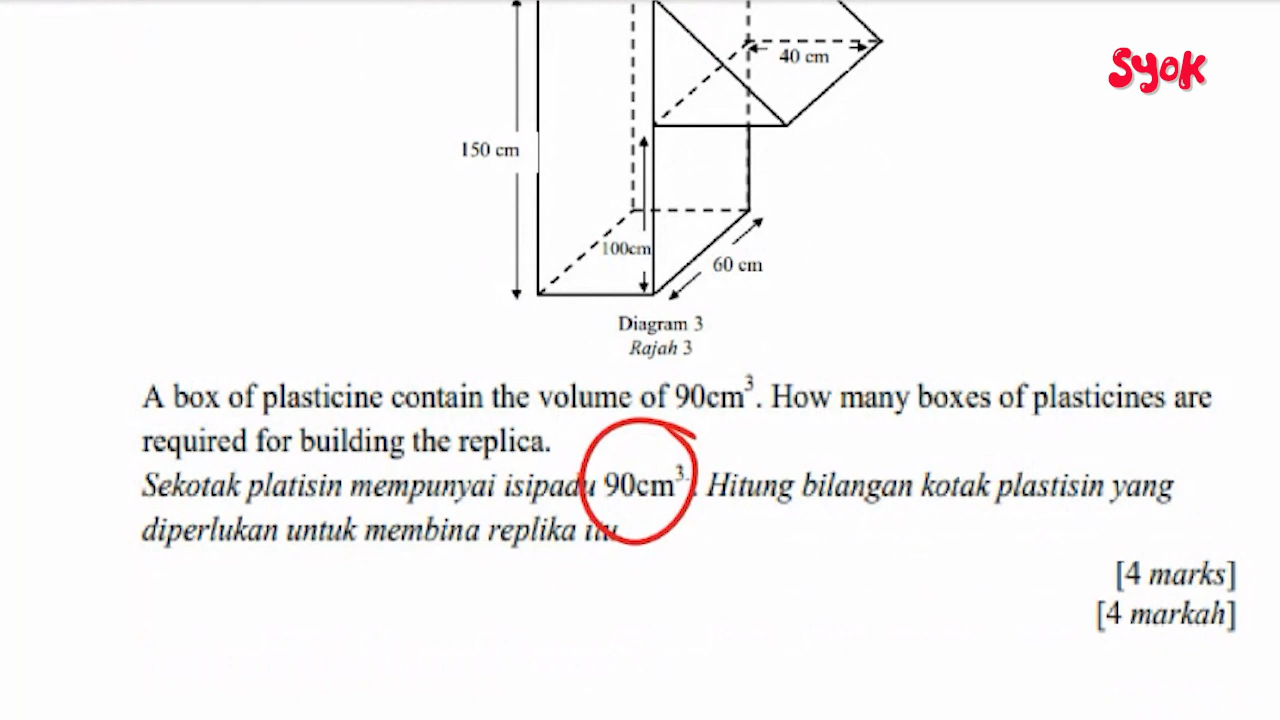 40 cm
Syok
150 cm
100cm
60 cm
Diagram 3
Rajah 3
A box of plasticine contain the volume of 90cm³. How many boxes of plasticines are
required for building the replica.
Sekotak platisin mempunyai isipadu 90cm³. Hitung bilangan kotak plastisin yang
diperlukan untuk membina replika itu
[4 marks]
[4 markah]